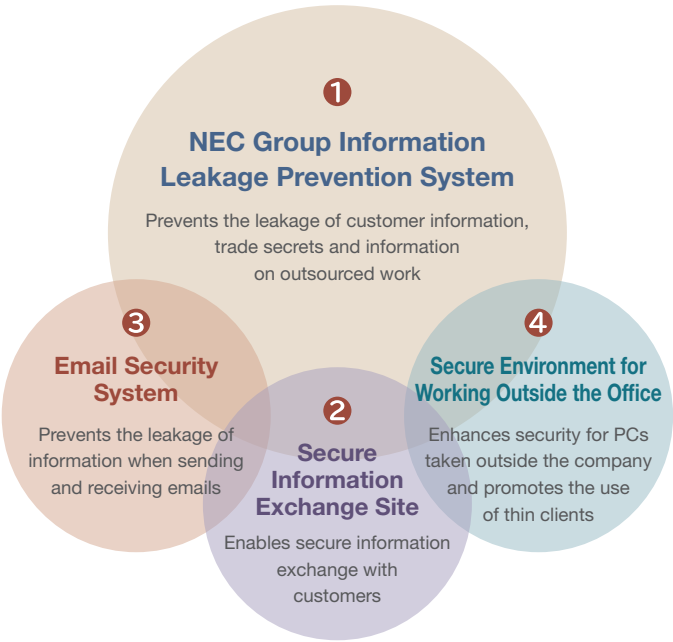 1
NEC Group Information
Leakage Prevention System
Prevents the leakage of customer information,
trade secrets and information
on outsourced work
3
Email Security
System
Prevents the leakage of
information when sending
and receiving emails
2
Secure
Information
Exchange Site
Enables secure information
exchange with
customers
4
Secure Environment for
Working Outside the Office
Enhances security for PCs
taken outside the company
and promotes the use
of thin clients